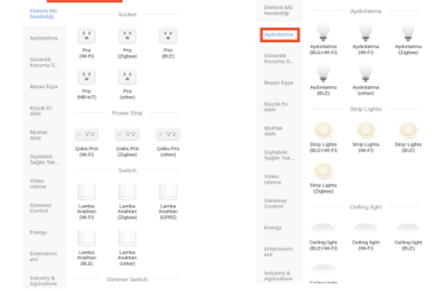 Elektrik Mü
hendisliği
Aydınlatma
Güvenlik
Koruma S...
Beyaz Eşya
Küçük Ev
Aleti
Mutfak
Aleti
Giyilebilir
Sağlık Tek...
Video
izleme
Gateway
Control
Energy
Entertainm
ent
Industry &
Agriculture
Socket
Priz
(Wi-Fi)
Priz
(Zigbee)
Priz
(BLE)
Priz
(NB-IoT)
Priz
(other)
Power Strip
Çoklu Priz
(Wi-Fi)
Çoklu Priz
(Zigbee)
Çoklu Priz
(other)
Switch
Lamba
Anahtarı
(Wi-Fi)
Lamba
Anahtarı
(Zigbee)
Lamba
Anahtarı
(GPRS)
Lamba
Anahtarı
(BLE)
Lamba
Anahtarı
(other)
Dimmer Switch
Elektrik Mü
hendisliği
Aydınlatma
Güvenlik
Koruma S...
Beyaz Eşya
Küçük Ev
Aleti
Mutfak
Aleti
Giyilebilir
Sağlık Tek...
Video
izleme
Gateway
Control
Energy
Entertainm
ent
Industry &
Agriculture
Aydınlatma
Aydınlatma
(BLE+Wi-Fi)
Aydınlatma
(Wi-Fi)
Aydınlatma
(Zigbee)
Aydınlatma
(BLE)
Aydınlatma
(other)
Strip Lights
Strip Lights
(BLE+Wi-Fi)
Strip Lights
(Wi-Fi)
Strip Lights
(BLE)
Strip Lights
(Zigbee)
Ceiling light
Ceiling light
(BLE+Wi-Fi)
Ceiling light
(Wi-Fi)
Ceiling light
(BLE)
Ceiling light